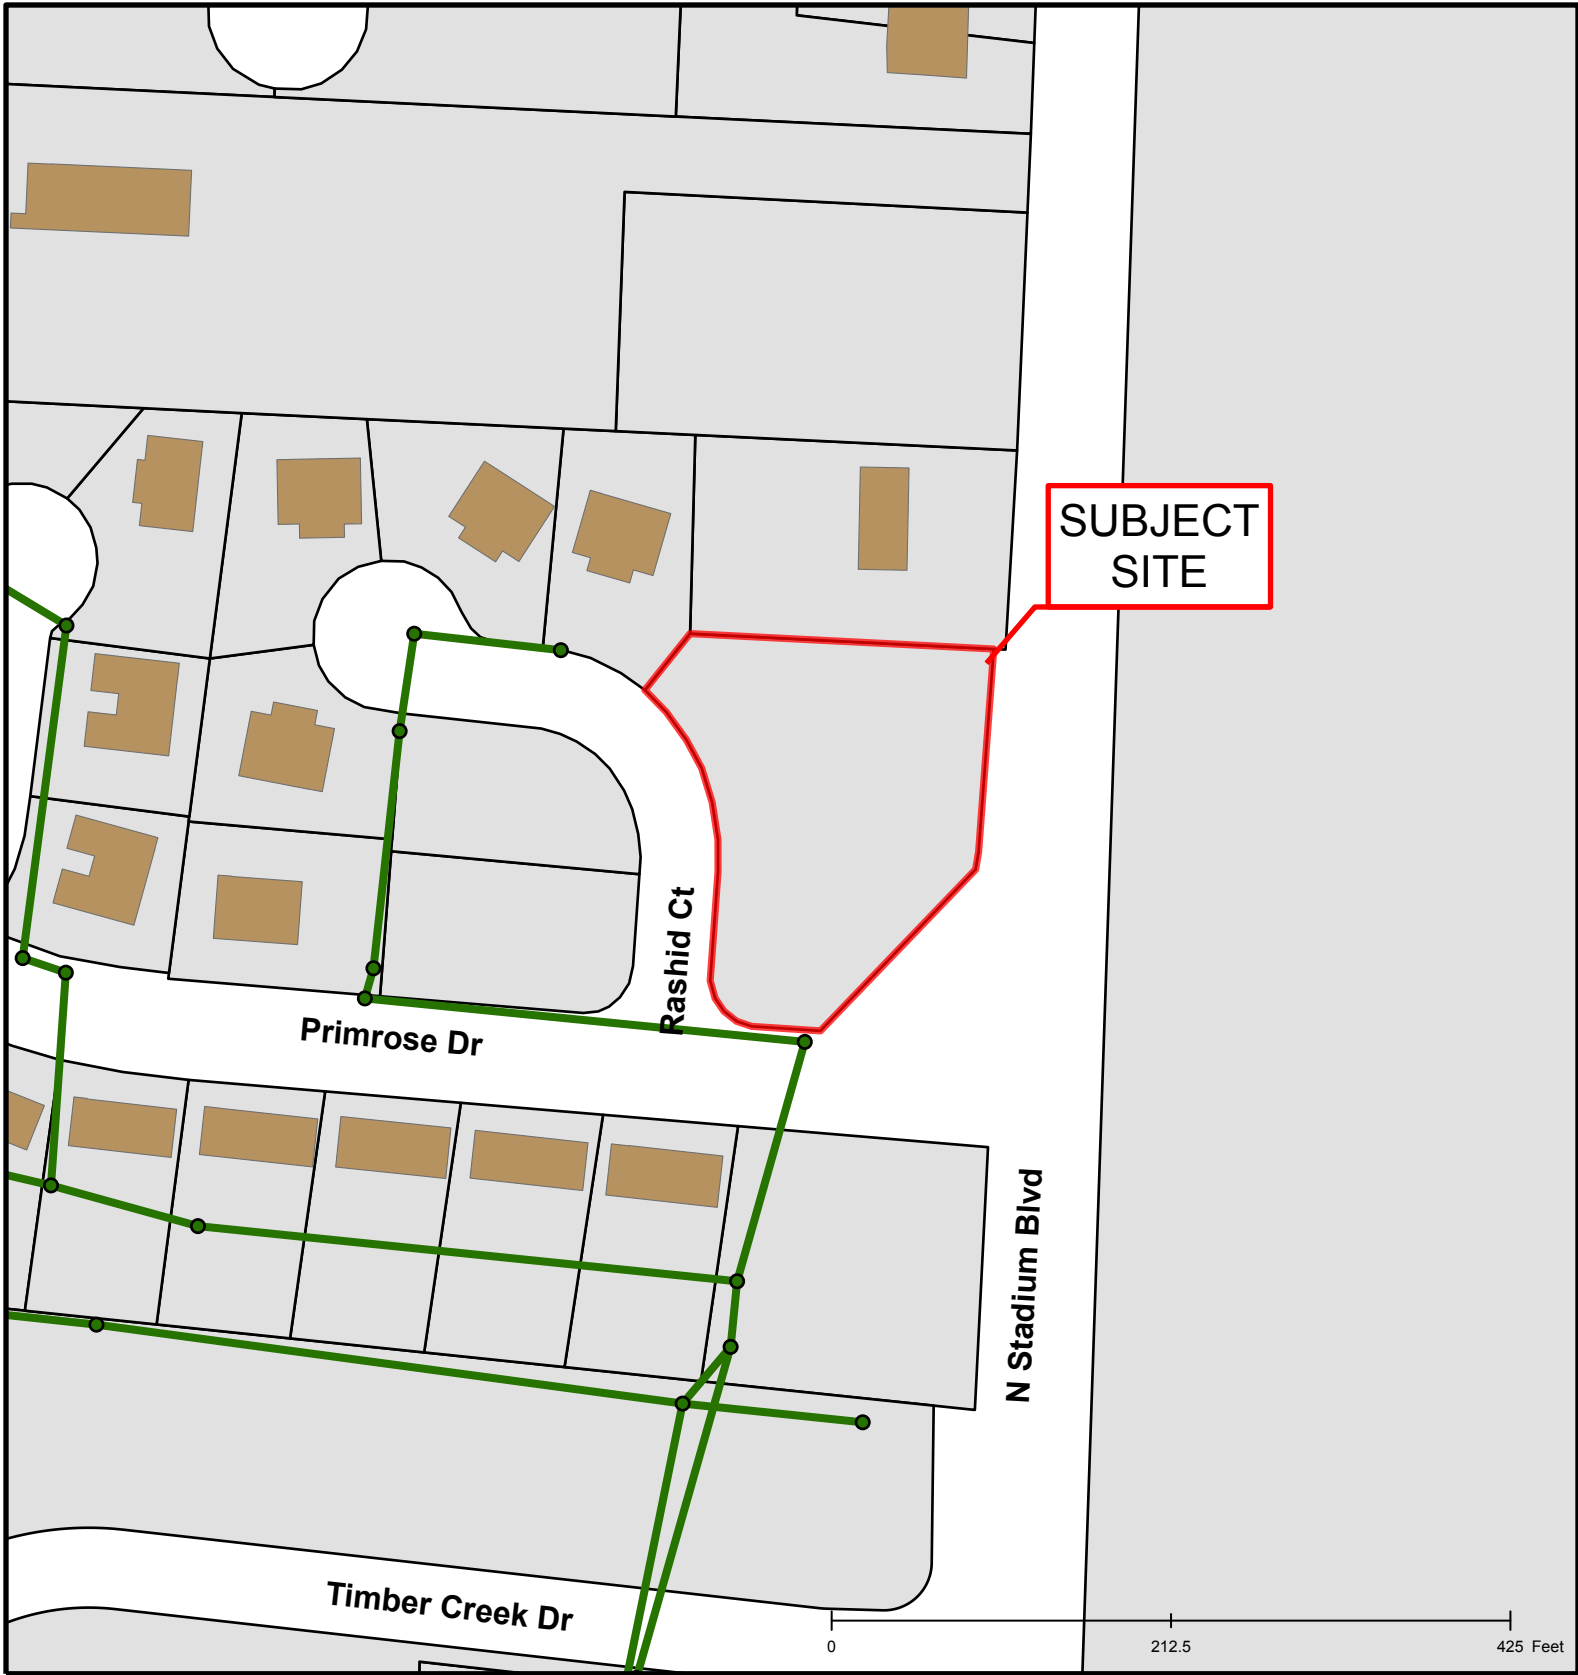 SUBJECT
SITE
Rashid Ct
Primrose Dr
N Stadium Blvd
Timber Creek Dr
0 212.5 425 Feet